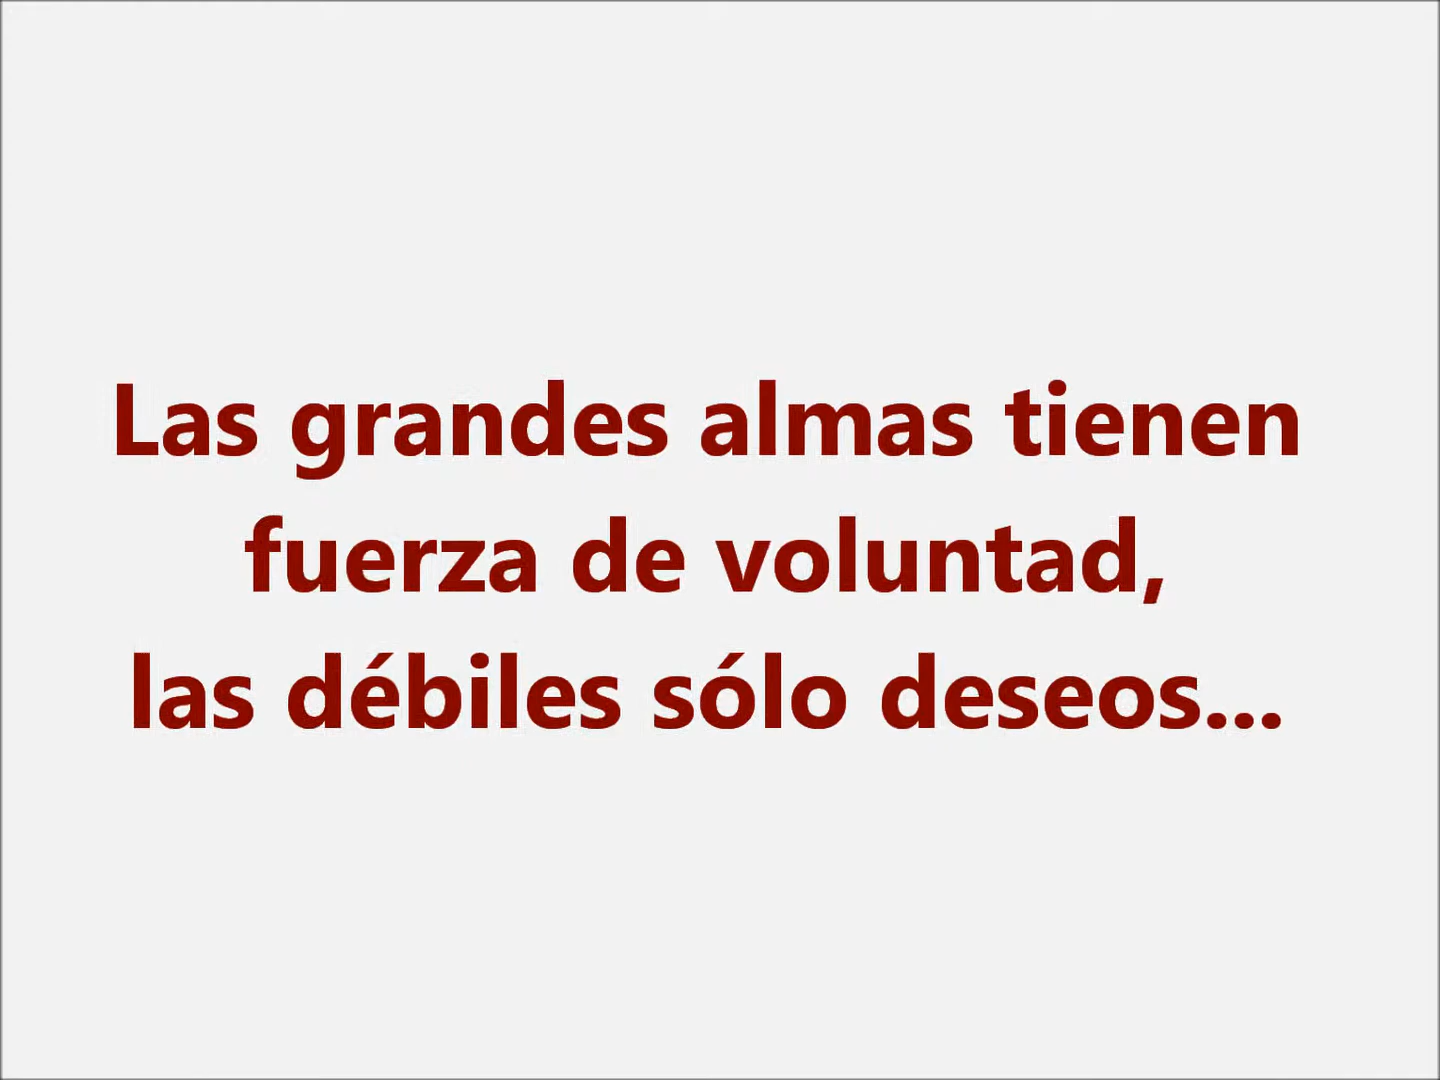 Las grandes almas tienen
fuerza de voluntad,
las débiles sólo deseos...